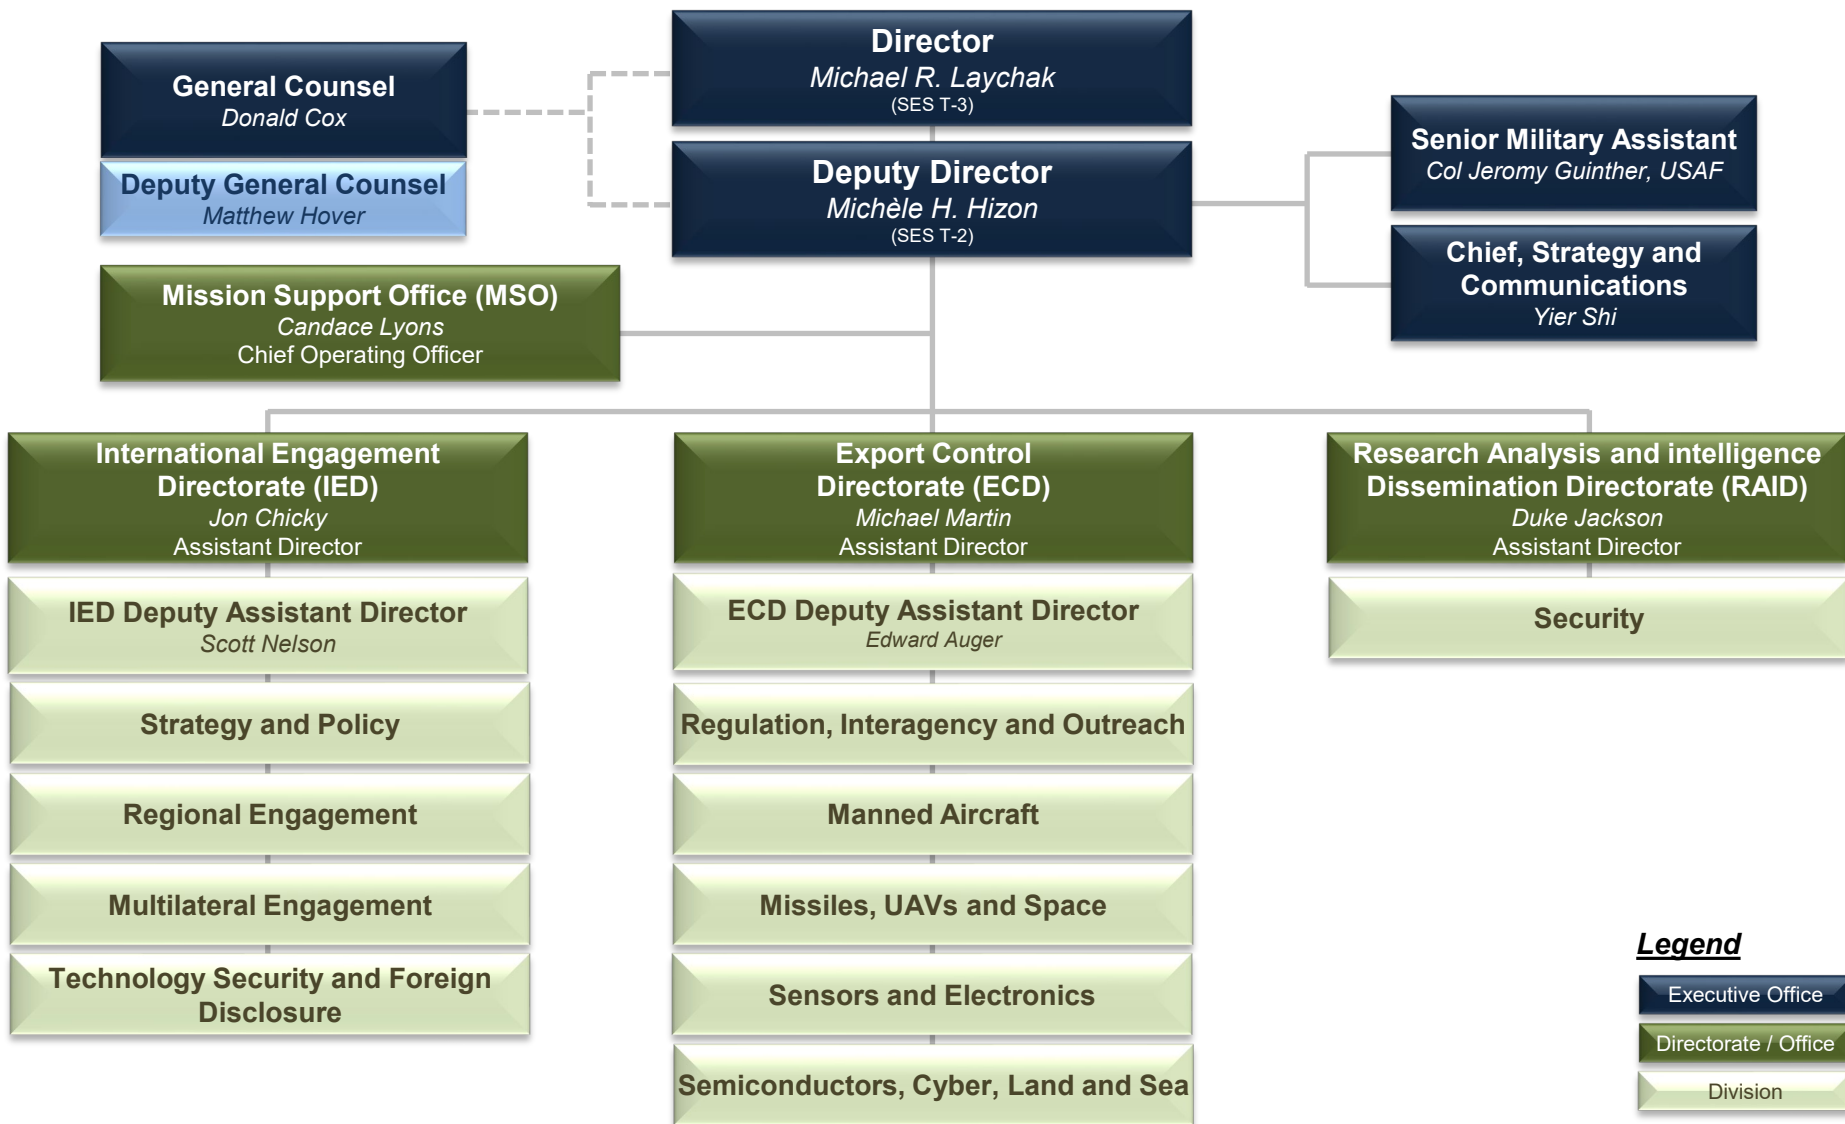 Director
Michael R. Laychak
(SES T-3)
General Counsel
Donald Cox
Deputy General Counsel
Matthew Hover
Deputy Director
Michèle H. Hizon
(SES T-2)
Senior Military Assistant
Col Jeromy Guinther, USAF
Chief, Strategy and
Communications
Yier Shi
Mission Support Office (MSO)
Candace Lyons
Chief Operating Officer
International Engagement
Directorate (IED)
Jon Chicky
Assistant Director
IED Deputy Assistant Director
Scott Nelson
Strategy and Policy
Regional Engagement
Multilateral Engagement
Technology Security and Foreign
Disclosure
Export Control
Directorate (ECD)
Michael Martin
Assistant Director
ECD Deputy Assistant Director
Edward Auger
Regulation, Interagency and Outreach
Manned Aircraft
Missiles, UAVs and Space
Sensors and Electronics
Semiconductors, Cyber, Land and Sea
Research Analysis and intelligence
Dissemination Directorate (RAID)
Duke Jackson
Assistant Director
Security
Legend
Executive Office
Directorate / Office
Division